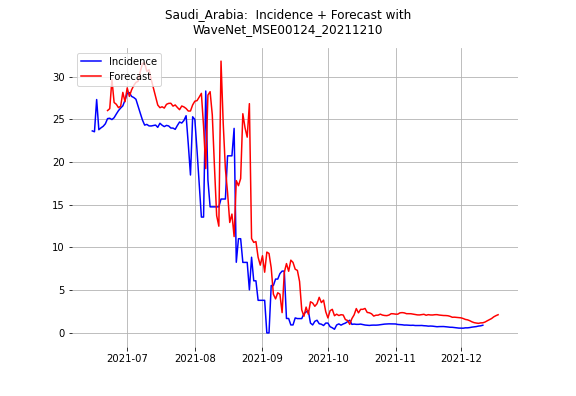 Saudi_Arabia:  Incidence + Forecast with
WaveNet_MSE00124_20211210
Incidence
Forecast
30
25
20
15
10
5
0
2021-07 2021-08 2021-09 2021-10 2021-11 2021-12